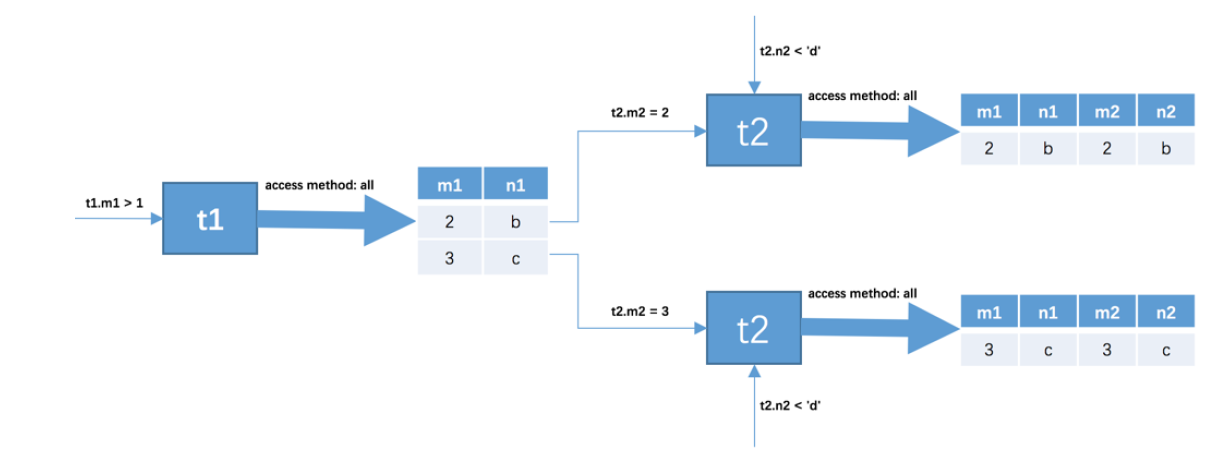 t2.n2 < 'd'
t2.m2 = 2
t2
access method: all
m1 n1 m2 n2
2 b 2 b
t1.m1 > 1
t1
access method: all
m1 n1
2 b
3 c
t2.m2 = 3
t2
access method: all
m1 n1 m2 n2
3 c 3 c
t2.n2 < 'd'